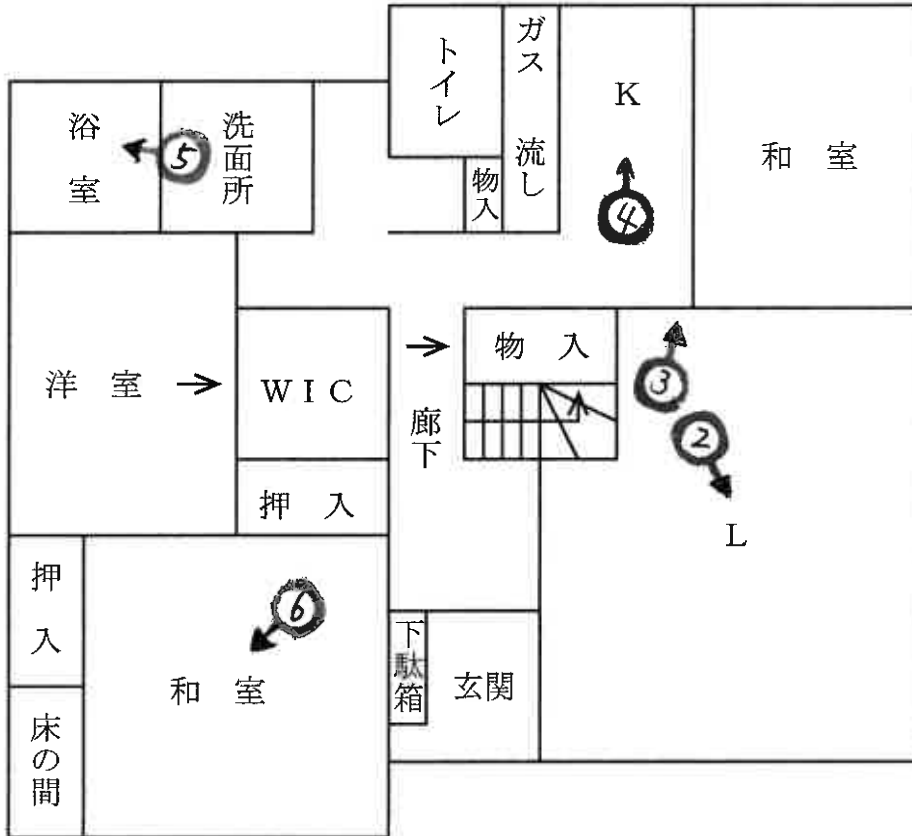 トイレ
ガス
流し
K
和室
浴室
洗面所
⑤
物入
④
洋室
WIC
物入
③
廊下
②
押入
L
押入
⑥
和室
下駄箱
玄関
床の間